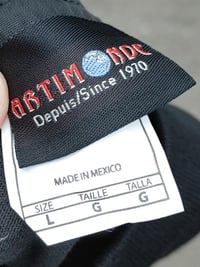 ARTIMONDE
Depuis/Since 1970
MADE IN MEXICO
SIZE TAILLE TALLA
L G G